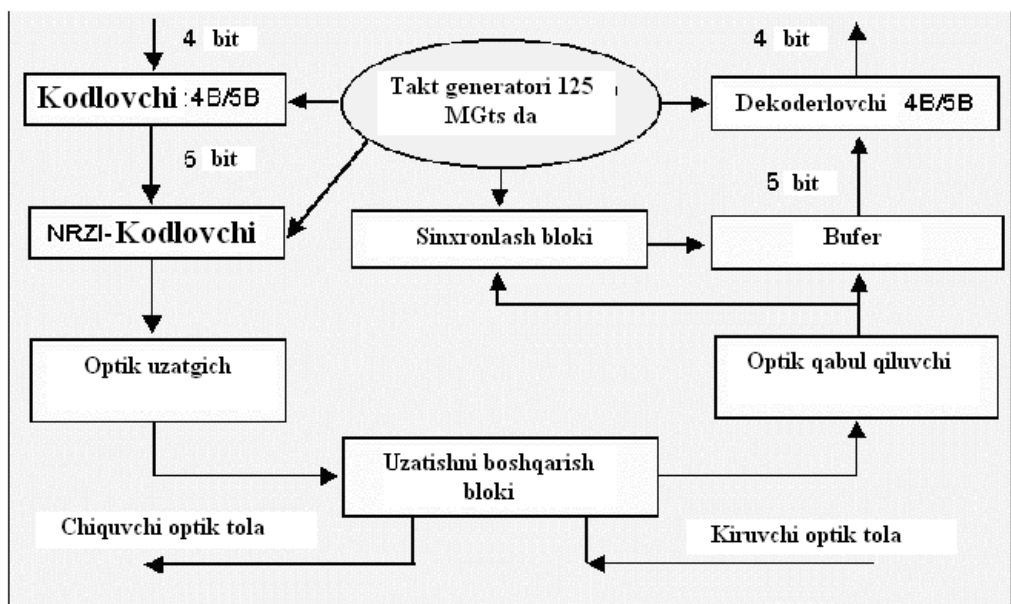 4 bit
4 bit
Kodlovchi :4B/5B
Takt generatori 125
MGts da
Dekoderlovchi 4B/5B
5 bit
5 bit
NRZI-Kodlovchi
Sinxronlash bloki
Bufer
Optik uzatgich
Optik qabul qiluvchi
Uzatishni boshqarish
bloki
Chiquvchi optik tola
Kiruvchi optik tola